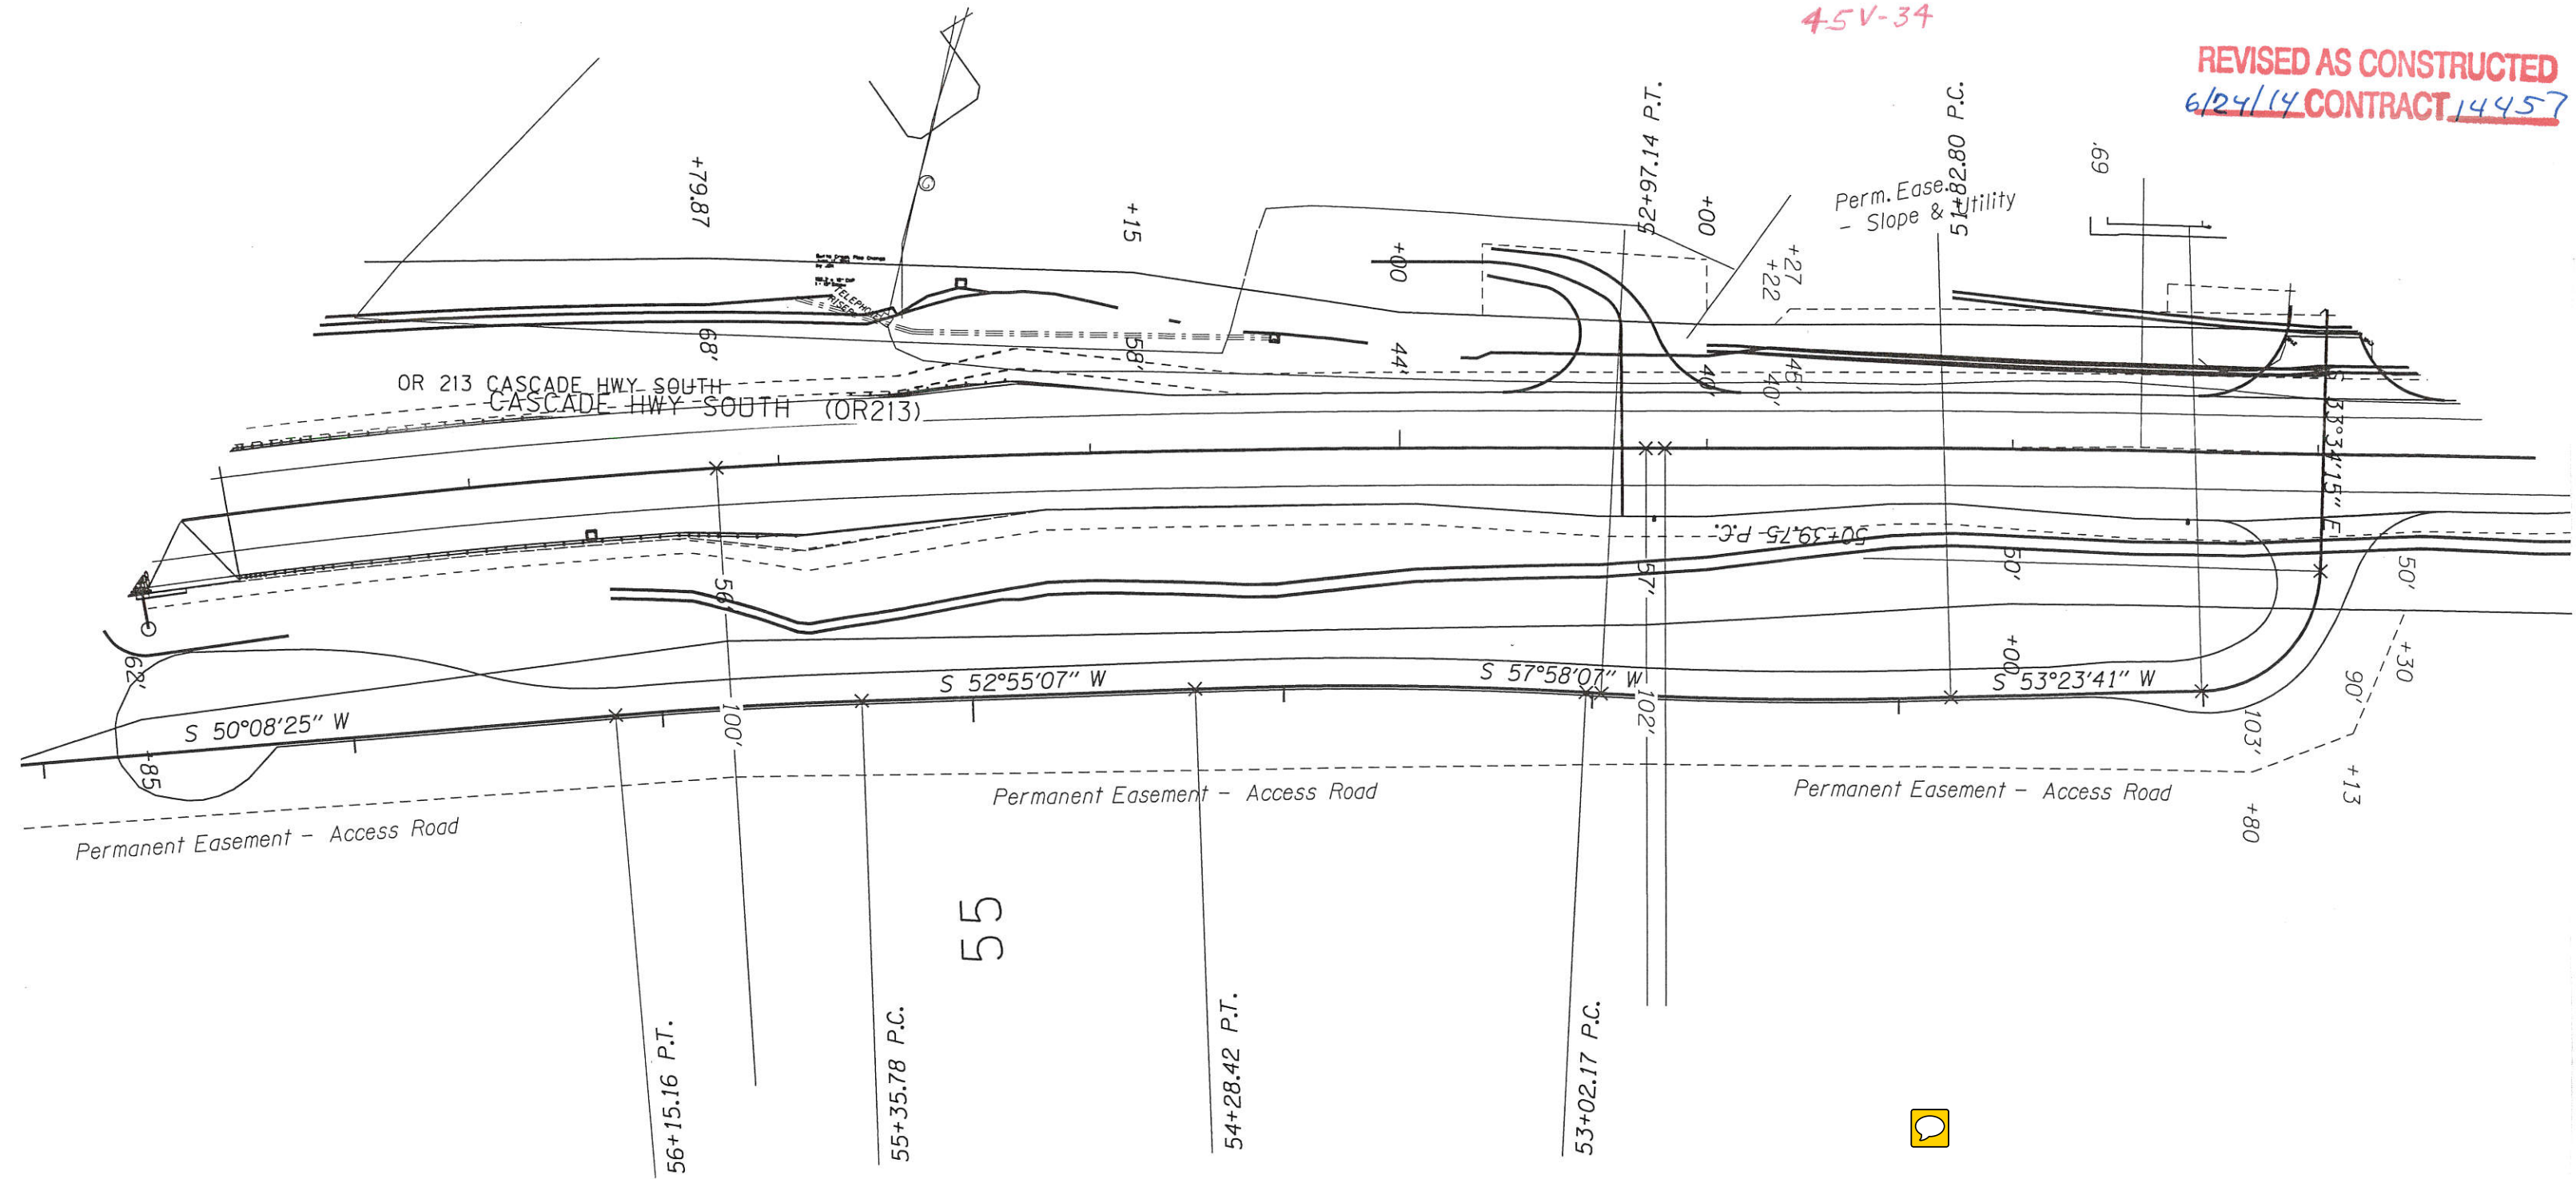 45V-34
REVISED AS CONSTRUCTED
6/24/14 CONTRACT 14457
+79.87
+15
+00
52+97.14 P.T.
+00
Perm. Ease.
- Slope & Utility
51+82.80 P.C.
.69
+27
+22
TELEPHONE
RISER
68'
58'
44'
40'
45'
40'
OR 213 CASCADE HWY SOUTH
CASCADE HWY SOUTH (OR213)
S 33°34'15" E
50+39.75 P.C.
56'
57'
50'
50'
62'
+00
+30
90'
S 50°08'25" W
S 52°55'07" W
S 57°58'07" W
S 53°23'41" W
+85
100'
102'
103'
+13
+80
Permanent Easement - Access Road
Permanent Easement - Access Road
Permanent Easement - Access Road
55
56+15.16 P.T.
55+35.78 P.C.
54+28.42 P.T.
53+02.17 P.C.